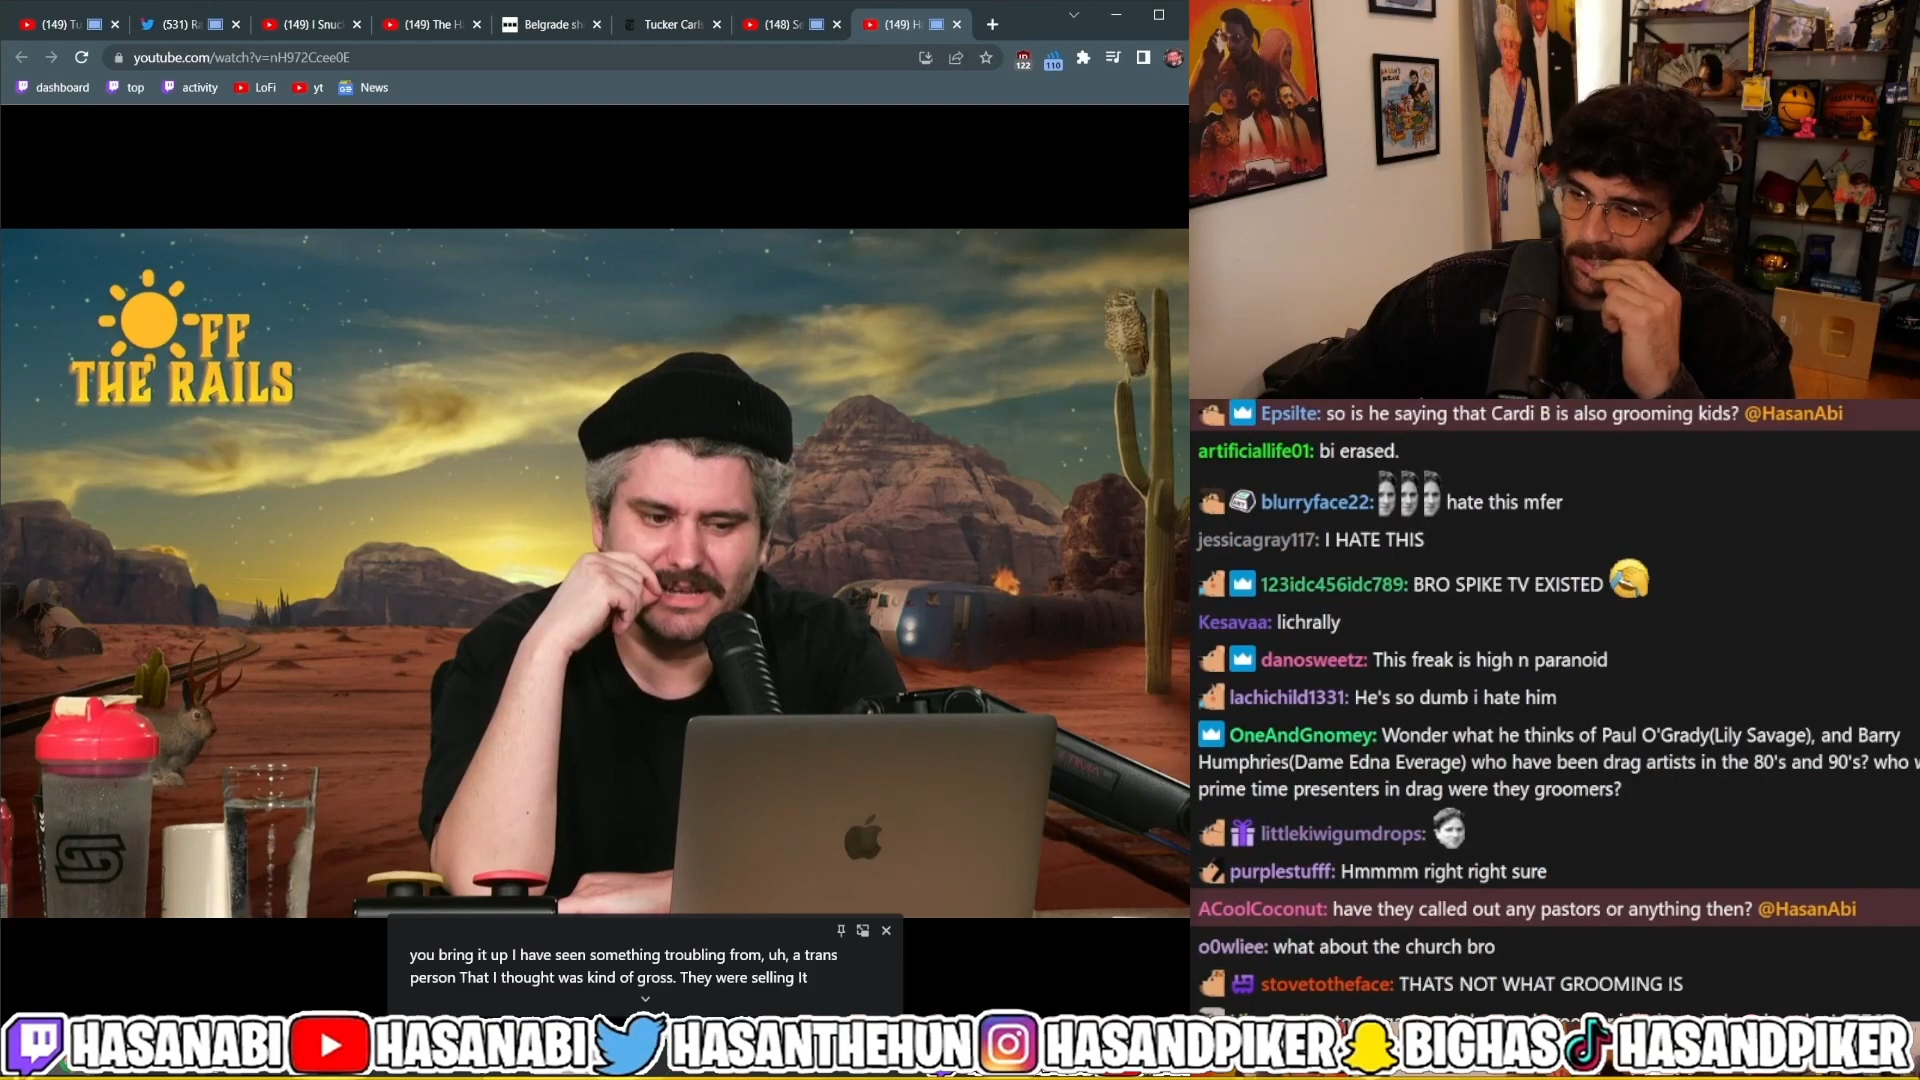 (149) Tu
(531) Ra
(149) I Snuc
(149) The H
Belgrade sh
Tucker Carls
(148) Se
(149) H
youtube.com/watch?v=nH972Ccee0E
122
110
dashboard
top
activity
LoFi
yt
News
OFF
THE RAILS
HASAN PIKER
you bring it up I have seen something troubling from, uh, a trans
person That I thought was kind of gross. They were selling It
Epsilte: so is he saying that Cardi B is also grooming kids? @HasanAbi
artificiallife01: bi erased.
blurryface22: hate this mfer
jessicagray117: I HATE THIS
123idc456idc789: BRO SPIKE TV EXISTED
Kesavaa: lichrally
danosweetz: This freak is high n paranoid
lachichild1331: He's so dumb i hate him
OneAndGnomey: Wonder what he thinks of Paul O'Grady(Lily Savage), and Barry
Humphries(Dame Edna Everage) who have been drag artists in the 80's and 90's? who w
prime time presenters in drag were they groomers?
littlekiwigumdrops:
purplestufff: Hmmmm right right sure
ACoolCoconut: have they called out any pastors or anything then? @HasanAbi
o0wliee: what about the church bro
stovetotheface: THATS NOT WHAT GROOMING IS
HASANABI HASANABI HASANTHEHUN HASANDPIKER BIGHAS HASANDPIKER